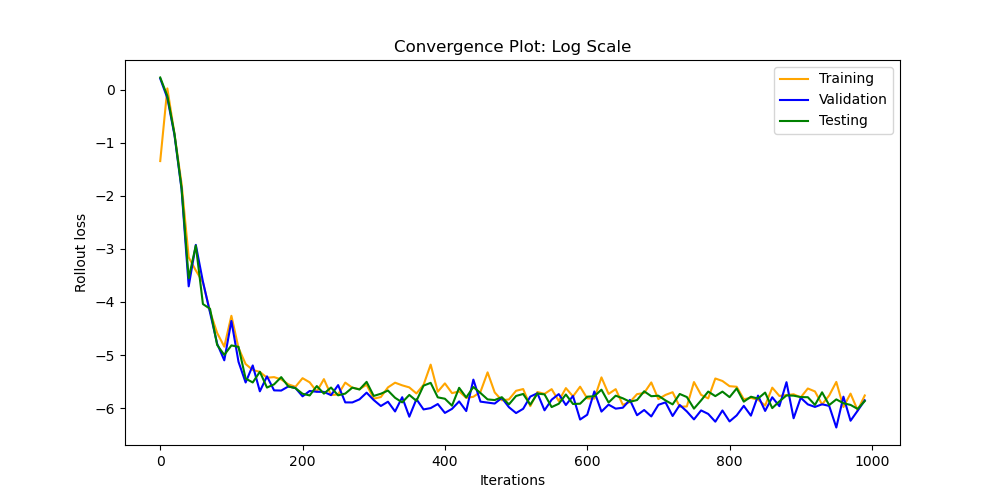 Convergence Plot: Log Scale
Training
Validation
Testing
Rollout loss
0
−1
−2
−3
−4
−5
−6
0
200
400
600
800
1000
Iterations